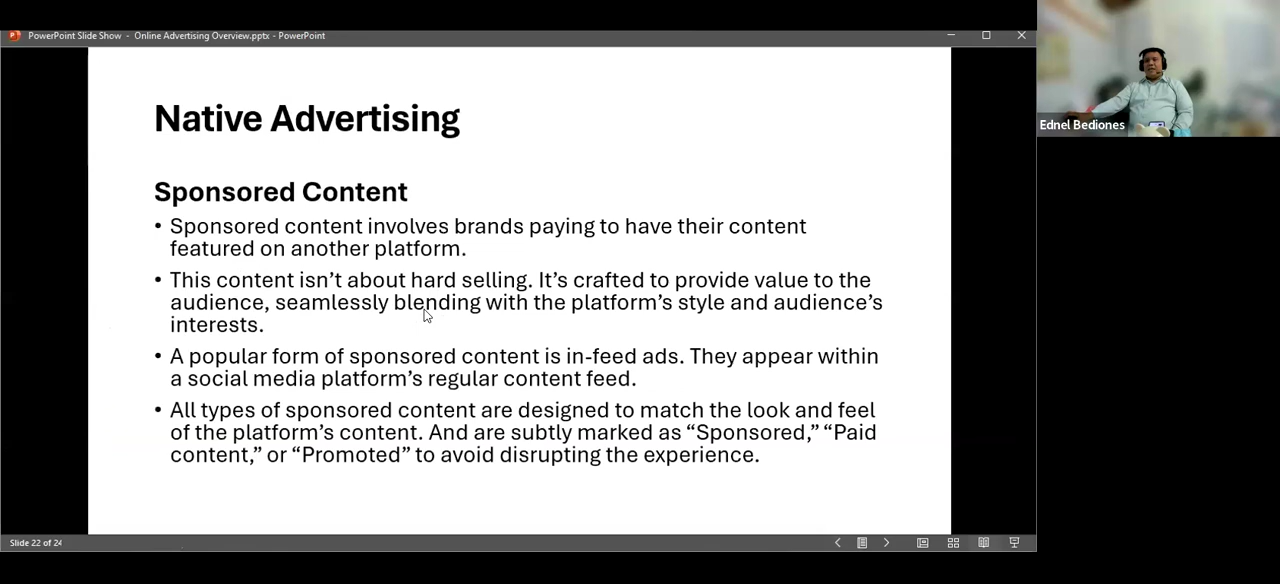 PowerPoint Slide Show - Online Advertising Overview.pptx - PowerPoint
Native Advertising
Sponsored Content
• Sponsored content involves brands paying to have their content
featured on another platform.
• This content isn’t about hard selling. It’s crafted to provide value to the
audience, seamlessly blending with the platform’s style and audience’s
interests.
• A popular form of sponsored content is in-feed ads. They appear within
a social media platform’s regular content feed.
• All types of sponsored content are designed to match the look and feel
of the platform’s content. And are subtly marked as “Sponsored,” “Paid
content,” or “Promoted” to avoid disrupting the experience.
Slide 22 of 24
Ednel Bediones